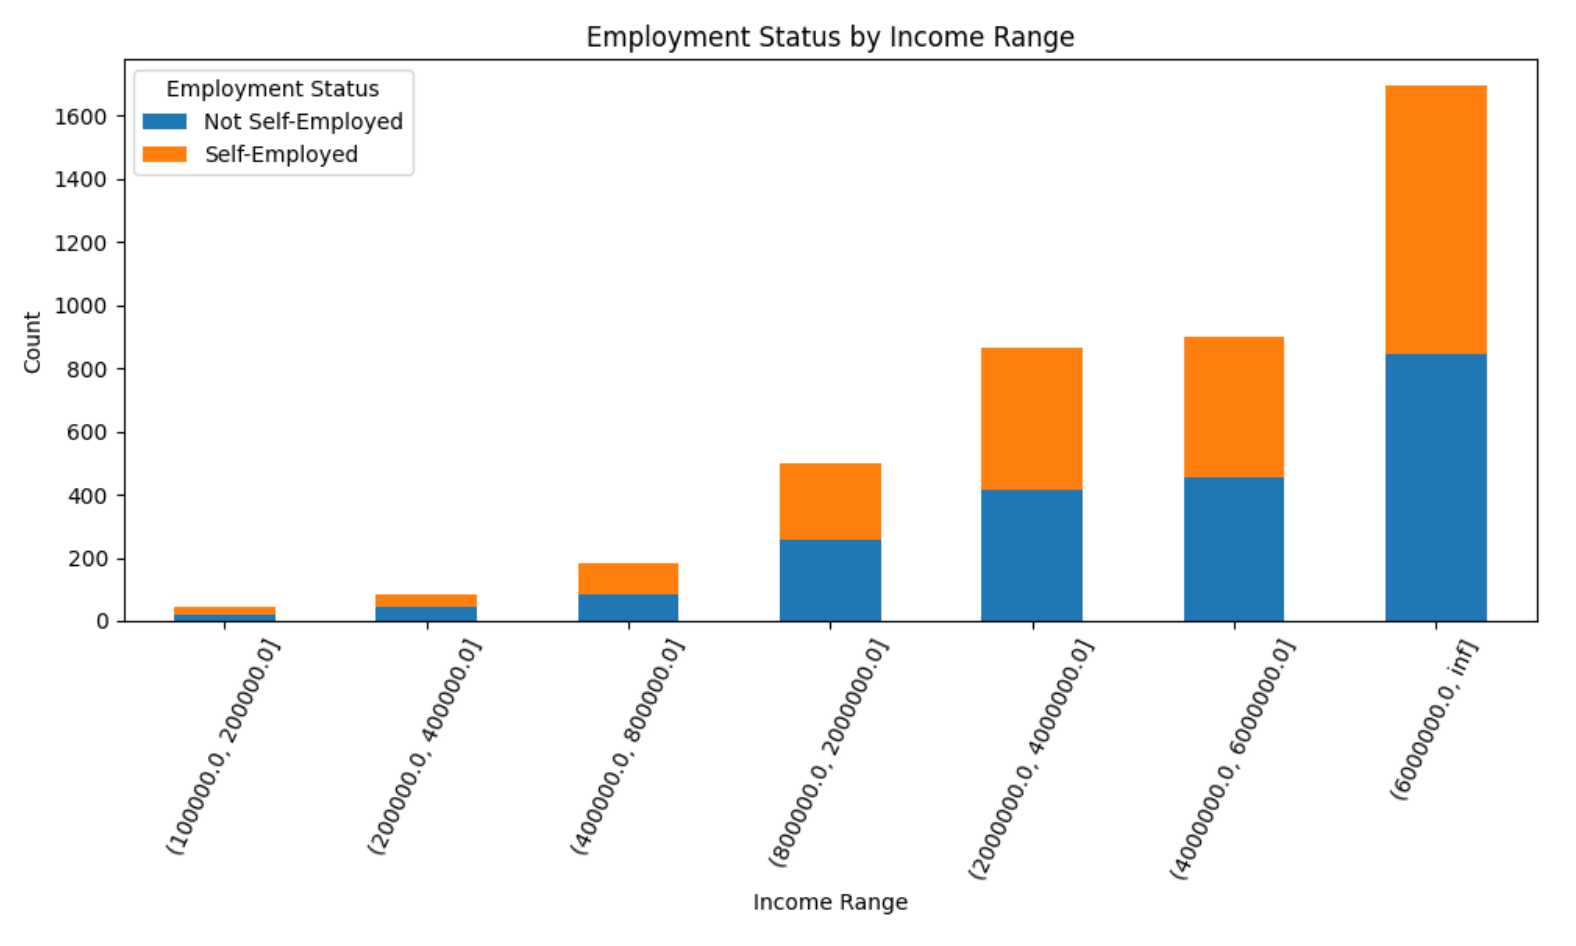 Employment Status by Income Range
Employment Status
Not Self-Employed
Self-Employed
1600
1400
1200
1000
800
600
400
200
0
Count
(100000.0, 200000.0]
(200000.0, 400000.0]
(400000.0, 800000.0]
(800000.0, 2000000.0]
(2000000.0, 4000000.0]
(4000000.0, 6000000.0]
(6000000.0, inf]
Income Range